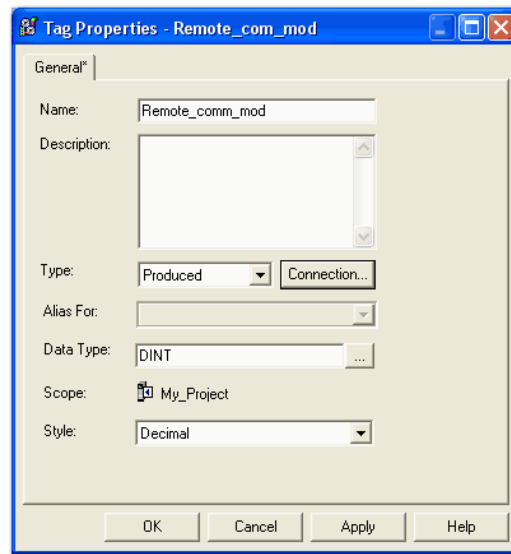 Tag Properties - Remote_com_mod
General*
Name: Remote_comm_mod
Description:
Type: Produced Connection...
Alias For:
Data Type: DINT ...
Scope: My_Project
Style: Decimal
OK Cancel Apply Help